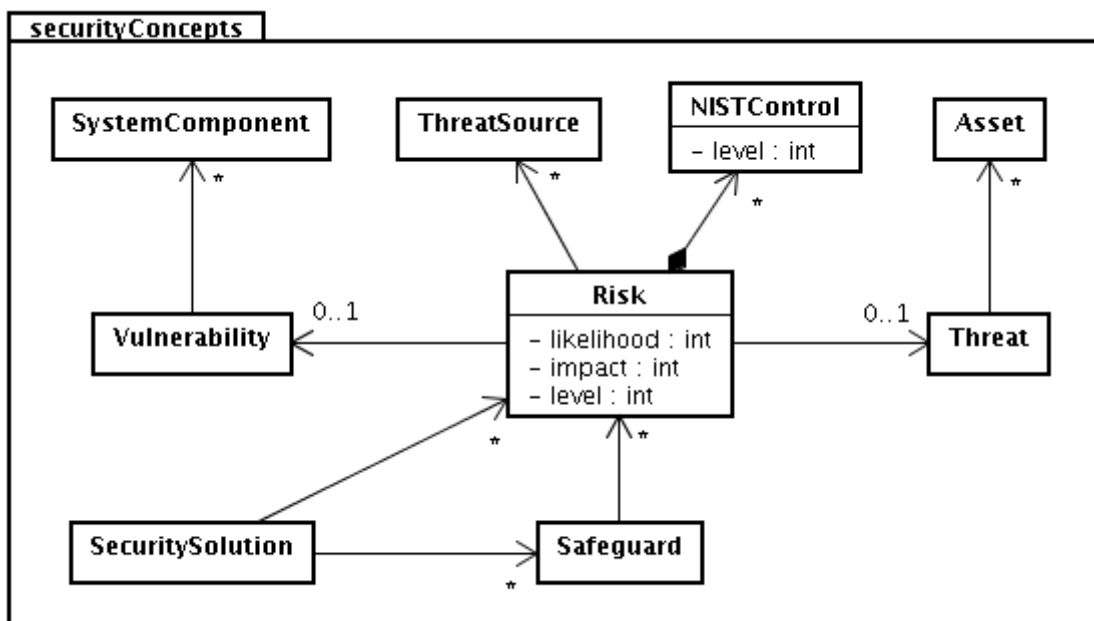 securityConcepts
SystemComponent
ThreatSource
NISTControl
- level : int
Asset
*
*
*
*
Risk
- likelihood : int
- impact : int
- level : int
0..1
Vulnerability
0..1
Threat
*
*
SecuritySolution
Safeguard
*